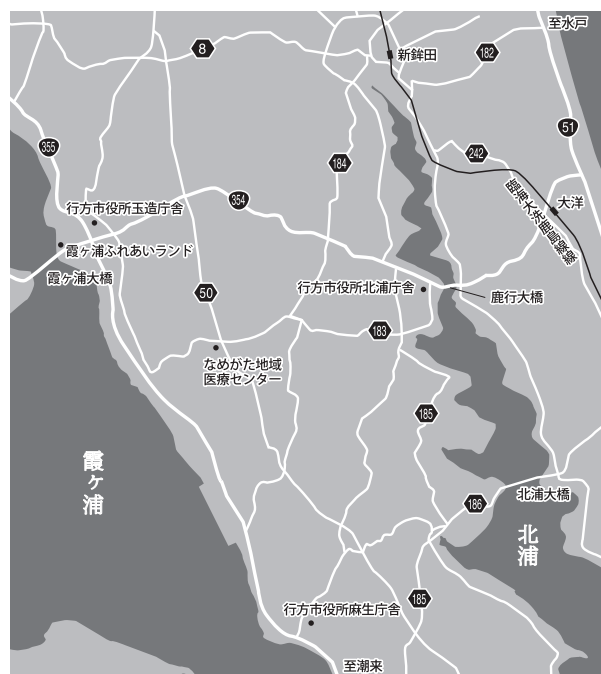 至水戸
8
新鉾田
182
51
355
242
184
臨海大洗鹿島線線
大洋
354
行方市役所玉造庁舎
霞ヶ浦ふれあいランド
霞ヶ浦大橋
50
行方市役所北浦庁舎
鹿行大橋
183
なめがた地域
医療センター
185
霞ヶ浦
186
北浦大橋
北浦
185
行方市役所麻生庁舎
至潮来